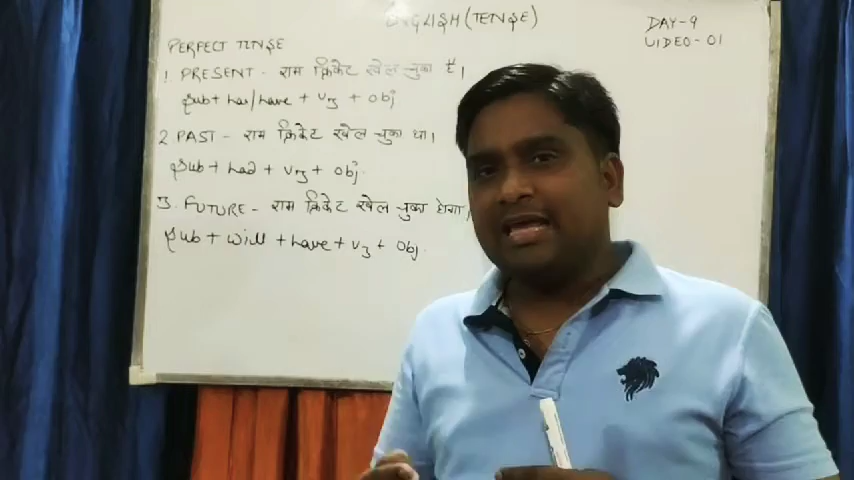 ENGLISH (TENSE)
DAY-9
VIDEO-01
PERFECT TENSE
1 PRESENT - राम क्रिकेट खेल चुका है।
Sub + has/have + V3 + obj
2 PAST - राम क्रिकेट खेल चुका था।
Sub + had + V3 + obj.
3. FUTURE - राम क्रिकेट खेल चुका होगा।
Sub + will + have + V3 + obj.